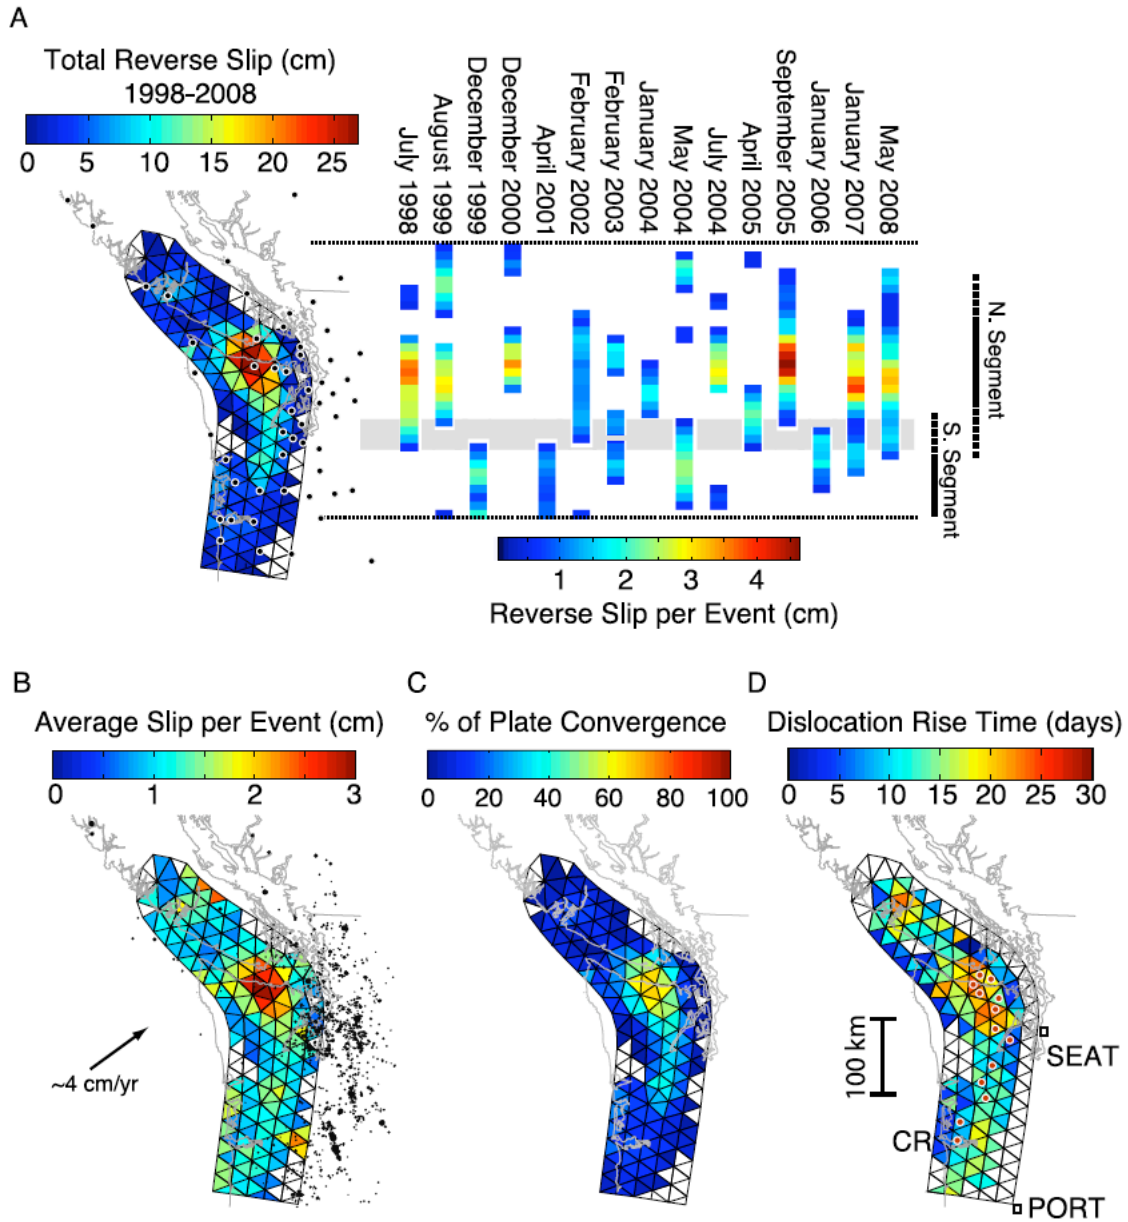 A
Total Reverse Slip (cm)
1998-2008
0 5 10 15 20 25
July 1998
August 1999
December 1999
December 2000
April 2001
February 2002
February 2003
January 2004
May 2004
July 2004
April 2005
September 2005
January 2006
January 2007
May 2008
N. Segment
S. Segment
1 2 3 4
Reverse Slip per Event (cm)
B
Average Slip per Event (cm)
0 1 2 3
~4 cm/yr
C
% of Plate Convergence
0 20 40 60 80 100
D
Dislocation Rise Time (days)
0 5 10 15 20 25 30
100 km
SEAT
CR
PORT